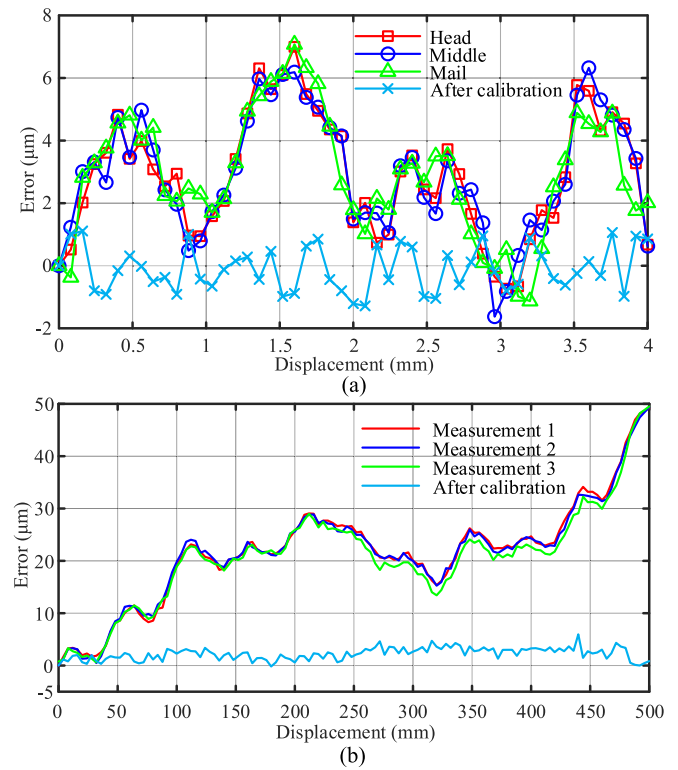 8
6
4
2
0
-2
Error (μm)
Head
Middle
Mail
After calibration
0 0.5 1 1.5 2 2.5 3 3.5 4
Displacement (mm)
(a)
50
40
30
20
10
0
-5
Error (μm)
Measurement 1
Measurement 2
Measurement 3
After calibration
0 50 100 150 200 250 300 350 400 450 500
Displacement (mm)
(b)